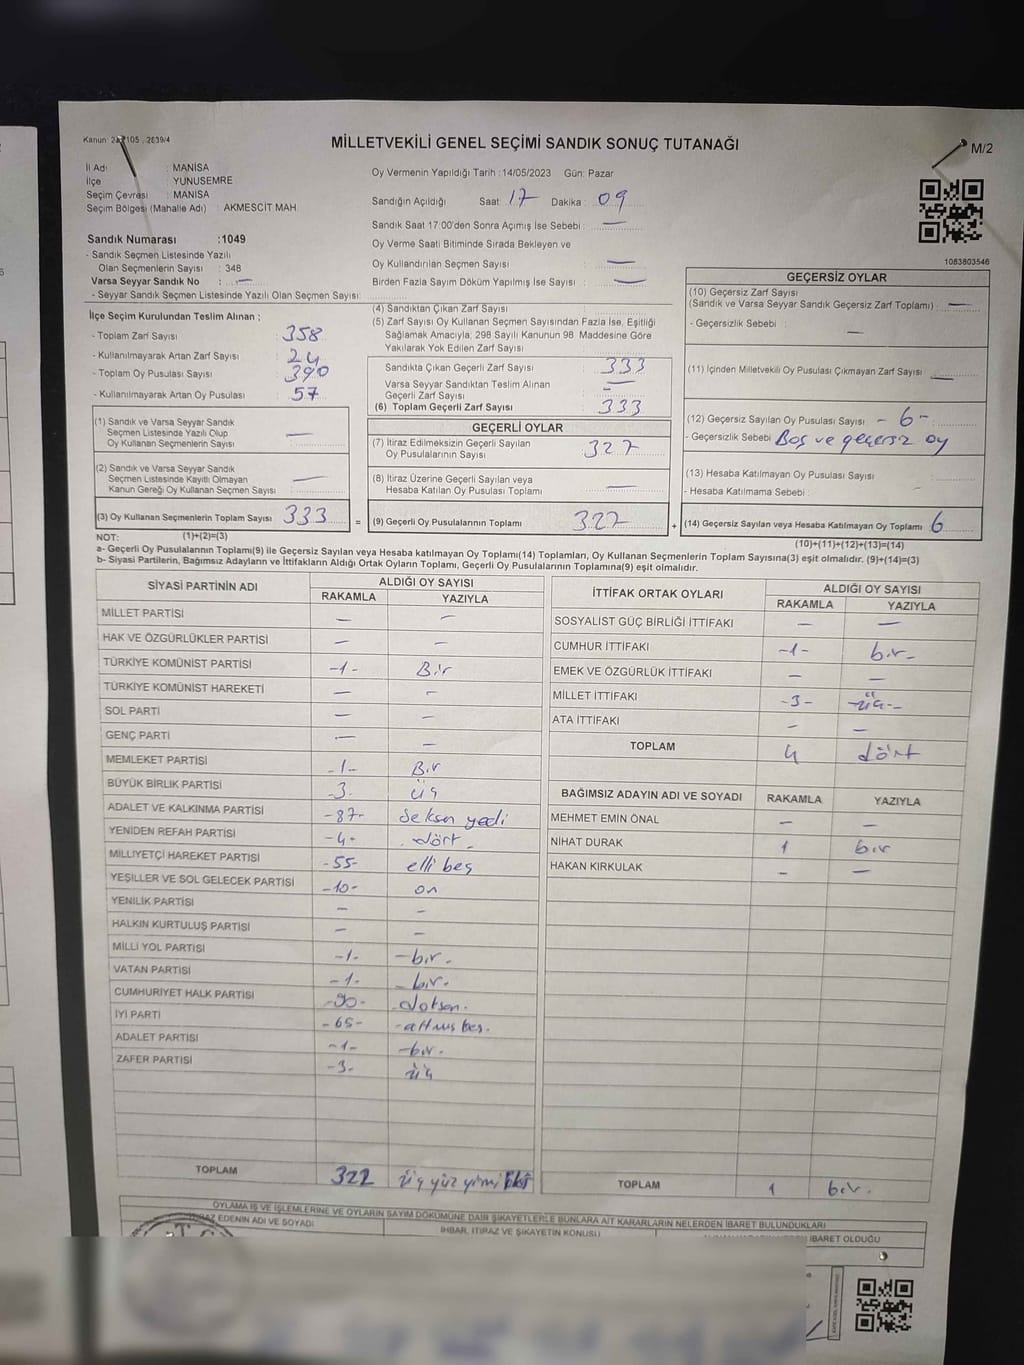 Kanun: 2839/4
MİLLETVEKİLİ GENEL SEÇİMİ SANDIK SONUÇ TUTANAĞI
M/2
İl Adı : MANİSA
İlçe : YUNUSEMRE
Seçim Çevresi : MANİSA
Seçim Bölgesi (Mahalle Adı) : AKMESCİT MAH.
Sandık Numarası :1049
- Sandık Seçmen Listesinde Yazılı
Olan Seçmenlerin Sayısı : 348
Varsa Seyyar Sandık No : —
- Seyyar Sandık Seçmen Listesinde Yazılı Olan Seçmen Sayısı:
Oy Vermenin Yapıldığı Tarih :14/05/2023 Gün: Pazar
Sandığın Açıldığı Saat: 17 Dakika: 09
Sandık Saat 17:00'den Sonra Açımış İse Sebebi : —
Oy Verme Saati Bitiminde Sırada Bekleyen ve
Oy Kullandırılan Seçmen Sayısı : —
Birden Fazla Sayım Döküm Yapılmış İse Sayısı : —
1083803546
İlçe Seçim Kurulundan Teslim Alınan ;
- Toplam Zarf Sayısı : 358
- Kullanılmayarak Artan Zarf Sayısı : 24
- Toplam Oy Pusulası Sayısı : 390
- Kullanılmayarak Artan Oy Pusulası : 57
(1) Sandık ve Varsa Seyyar Sandık
Seçmen Listesinde Yazılı Olup
Oy Kullanan Seçmenlerin Sayısı : —
(2) Sandık ve Varsa Seyyar Sandık
Seçmen Listesinde Kayıtlı Olmayan
Kanun Gereği Oy Kullanan Seçmen Sayısı : —
(3) Oy Kullanan Seçmenlerin Toplam Sayısı : 333
(1)+(2)=(3)
(4) Sandıktan Çıkan Zarf Sayısı :
(5) Zarf Sayısı Oy Kullanan Seçmen Sayısından Fazla İse, Eşitliği
Sağlamak Amacıyla, 298 Sayılı Kanunun 98. Maddesine Göre
Yakılarak Yok Edilen Zarf Sayısı :
Sandıkta Çıkan Geçerli Zarf Sayısı : 333
Varsa Seyyar Sandıktan Teslim Alınan
Geçerli Zarf Sayısı : —
(6) Toplam Geçerli Zarf Sayısı : 333
GEÇERLİ OYLAR
(7) İtiraz Edilmeksizin Geçerli Sayılan
Oy Pusulalarının Sayısı : 327
(8) İtiraz Üzerine Geçerli Sayılan veya
Hesaba Katılan Oy Pusulası Toplamı : —
= (9) Geçerli Oy Pusulalarının Toplamı : 327
GEÇERSİZ OYLAR
(10) Geçersiz Zarf Sayısı
(Sandık ve Varsa Seyyar Sandık Geçersiz Zarf Toplamı) : —
- Geçersizlik Sebebi : —
(11) İçinden Milletvekili Oy Pusulası Çıkmayan Zarf Sayısı : —
(12) Geçersiz Sayılan Oy Pusulası Sayısı : - 6 -
- Geçersizlik Sebebi : Boş ve geçersiz oy
(13) Hesaba Katılmayan Oy Pusulası Sayısı :
- Hesaba Katılmama Sebebi :
+ (14) Geçersiz Sayılan veya Hesaba Katılmayan Oy Toplamı : 6
(10)+(11)+(12)+(13)=(14)
NOT:
a- Geçerli Oy Pusulalarının Toplamı(9) ile Geçersiz Sayılan veya Hesaba katılmayan Oy Toplamı(14) Toplamları, Oy Kullanan Seçmenlerin Toplam Sayısına(3) eşit olmalıdır. (9)+(14)=(3)
b- Siyasi Partilerin, Bağımsız Adayların ve İttifakların Aldığı Ortak Oyların Toplamı, Geçerli Oy Pusulalarının Toplamına(9) eşit olmalıdır.
SİYASİ PARTİNİN ADI ALDIĞI OY SAYISI
RAKAMLA YAZIYLA
MİLLET PARTİSİ — —
HAK VE ÖZGÜRLÜKLER PARTİSİ — —
TÜRKİYE KOMÜNİST PARTİSİ -1- Bir
TÜRKİYE KOMÜNİST HAREKETİ — —
SOL PARTİ — —
GENÇ PARTİ — —
MEMLEKET PARTİSİ -1- Bir
BÜYÜK BİRLİK PARTİSİ -3- üç
ADALET VE KALKINMA PARTİSİ -87- Seksen yedi
YENİDEN REFAH PARTİSİ -4- dört
MİLLİYETÇİ HAREKET PARTİSİ -55- elli beş
YEŞİLLER VE SOL GELECEK PARTİSİ -10- on
YENİLİK PARTİSİ — —
HALKIN KURTULUŞ PARTİSİ — —
MİLLİ YOL PARTİSİ -1- -bir-
VATAN PARTİSİ -1- -bir-
CUMHURİYET HALK PARTİSİ -90- -doksan-
İYİ PARTİ -65- -altmış beş-
ADALET PARTİSİ -1- -bir-
ZAFER PARTİSİ -3- üç
TOPLAM 322 üç yüz yirmi iki
İTTİFAK ORTAK OYLARI ALDIĞI OY SAYISI
RAKAMLA YAZIYLA
SOSYALİST GÜÇ BİRLİĞİ İTTİFAKI — —
CUMHUR İTTİFAKI -1- bir-
EMEK VE ÖZGÜRLÜK İTTİFAKI — —
MİLLET İTTİFAKI -3- -üç-
ATA İTTİFAKI — —
TOPLAM 4 dört
BAĞIMSIZ ADAYIN ADI VE SOYADI RAKAMLA YAZIYLA
MEHMET EMİN ÖNAL — —
NİHAT DURAK 1 bir
HAKAN KIRKULAK — —
TOPLAM 1 bir.
OYLAMA İŞ VE İŞLEMLERİNE VE OYLARIN SAYIM DÖKÜMÜNE DAİR ŞİKAYETLERLE BUNLARA AİT KARARLARIN NELERDEN İBARET BULUNDUKLARI
EDENİN ADI VE SOYADI
İHBAR, İTİRAZ VE ŞİKAYETİN KONUSU
İBARET OLDUĞU